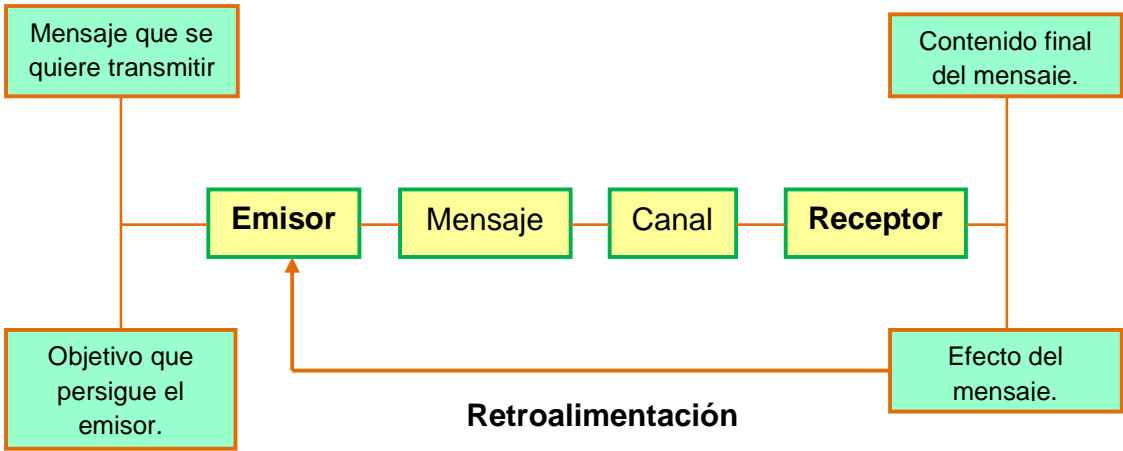 Mensaje que se
quiere transmitir
Contenido final
del mensaje.
Emisor
Mensaje
Canal
Receptor
Objetivo que
persigue el
emisor.
Efecto del
mensaje.
Retroalimentación